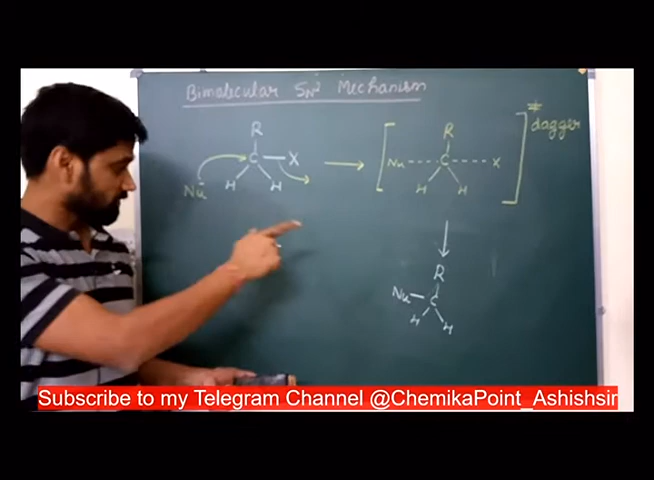 Bimolecular SN² Mechanism
R
C — X
Nu⁻
H H
[ R ]‡ dagger
Nu ---- C ---- X
H H
R
Nu — C
H H
Subscribe to my Telegram Channel @ChemikaPoint_Ashishsir